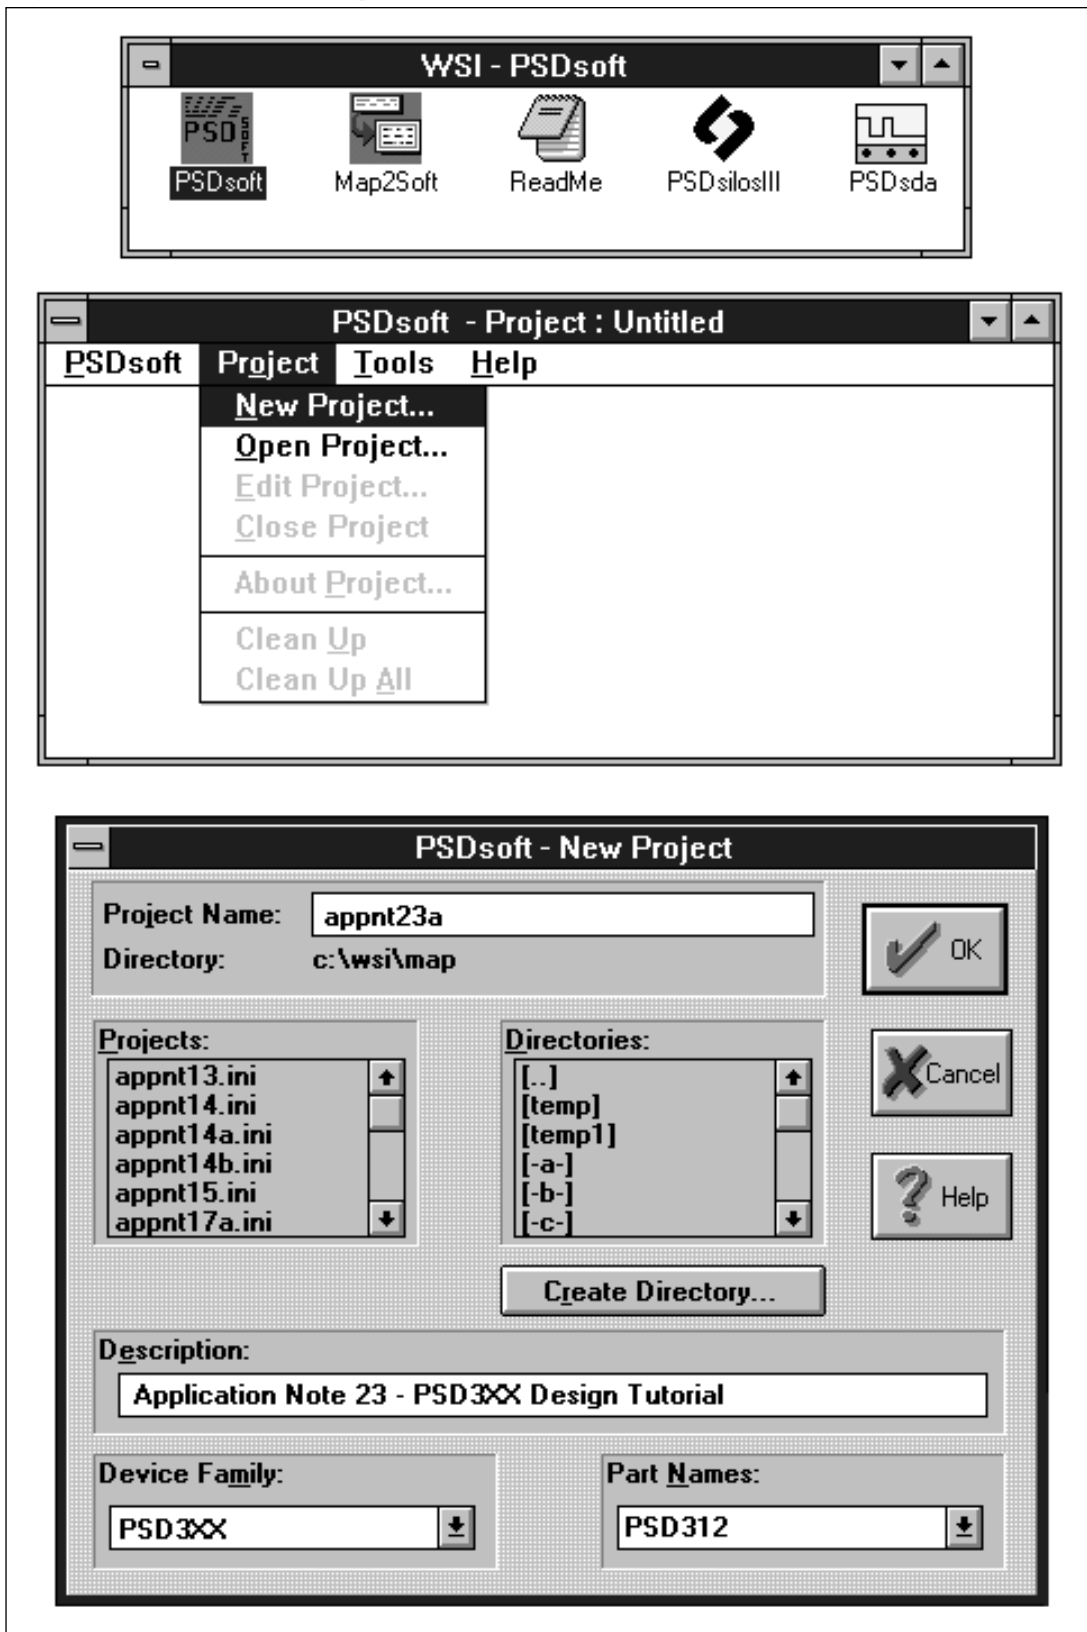 WSI - PSDsoft
PSD SOFT
PSDsoft Map2Soft ReadMe PSDsilosIII PSDsda
PSDsoft - Project : Untitled
PSDsoft Project Tools Help
New Project...
Open Project...
Edit Project...
Close Project
About Project...
Clean Up
Clean Up All
PSDsoft - New Project
Project Name: appnt23a
OK
Directory: c:\wsi\map
Projects:
appnt13.ini
appnt14.ini
appnt14a.ini
appnt14b.ini
appnt15.ini
appnt17a.ini
Directories:
[..]
[temp]
[temp1]
[-a-]
[-b-]
[-c-]
Cancel
Help
Create Directory...
Description:
Application Note 23 - PSD3XX Design Tutorial
Device Family:
PSD3XX
Part Names:
PSD312